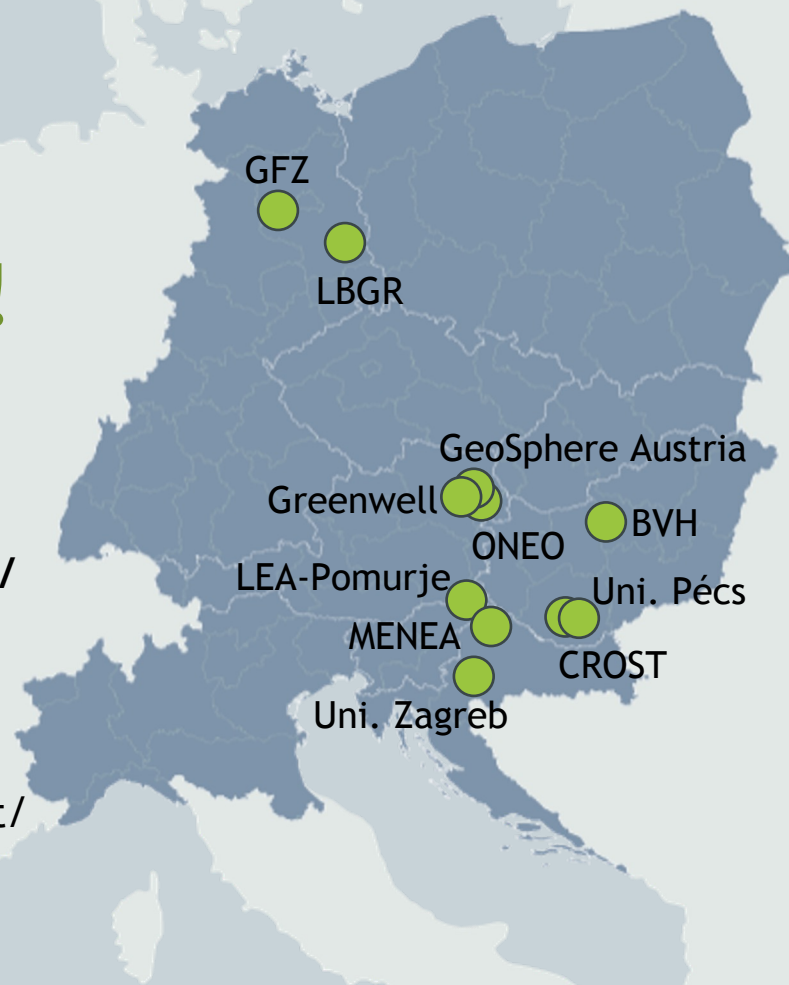 GFZ
!
LBGR
GeoSphere Austria
Greenwell
BVH
ONEO
/
LEA-Pomurje
Uni. Pécs
MENEA
CROST
Uni. Zagreb
t/